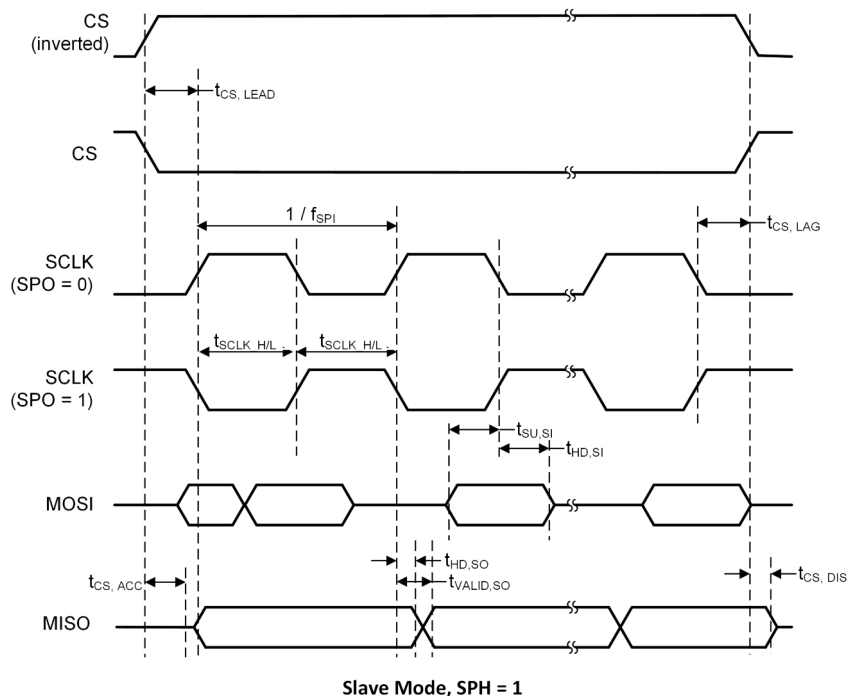 CS
(inverted)
tCS, LEAD
CS
1 / fSPI
tCS, LAG
SCLK
(SPO = 0)
tSCLK_H/L
tSCLK_H/L
SCLK
(SPO = 1)
tSU,SI
tHD,SI
MOSI
tHD,SO
tCS, ACC
tVALID,SO
tCS, DIS
MISO
Slave Mode, SPH = 1